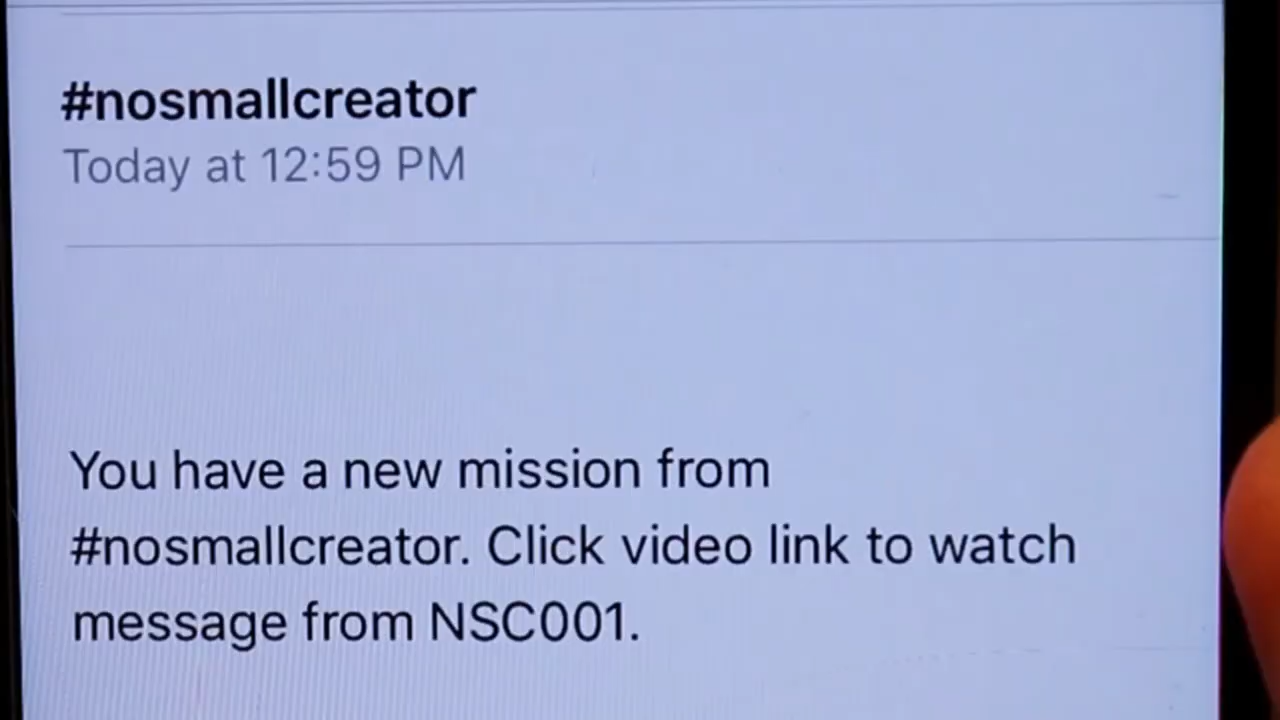 #nosmallcreator
Today at 12:59 PM
You have a new mission from
#nosmallcreator. Click video link to watch
message from NSC001.